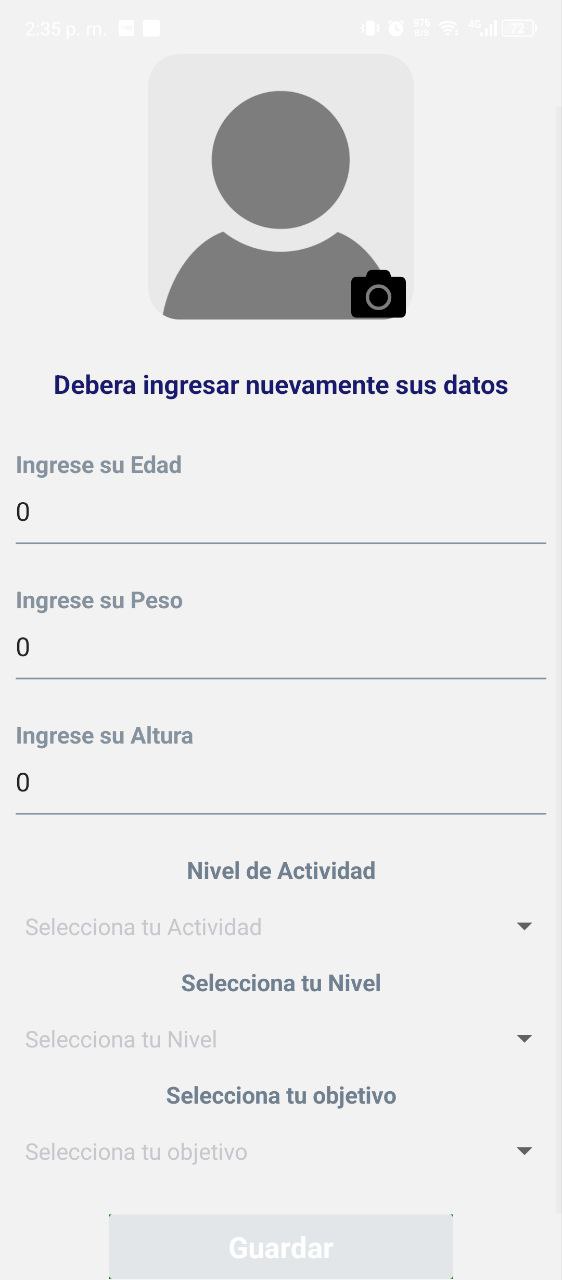 2:35 p. m. 976 B/S 4G 72
Debera ingresar nuevamente sus datos
Ingrese su Edad
0
Ingrese su Peso
0
Ingrese su Altura
0
Nivel de Actividad
Selecciona tu Actividad
Selecciona tu Nivel
Selecciona tu Nivel
Selecciona tu objetivo
Selecciona tu objetivo
Guardar